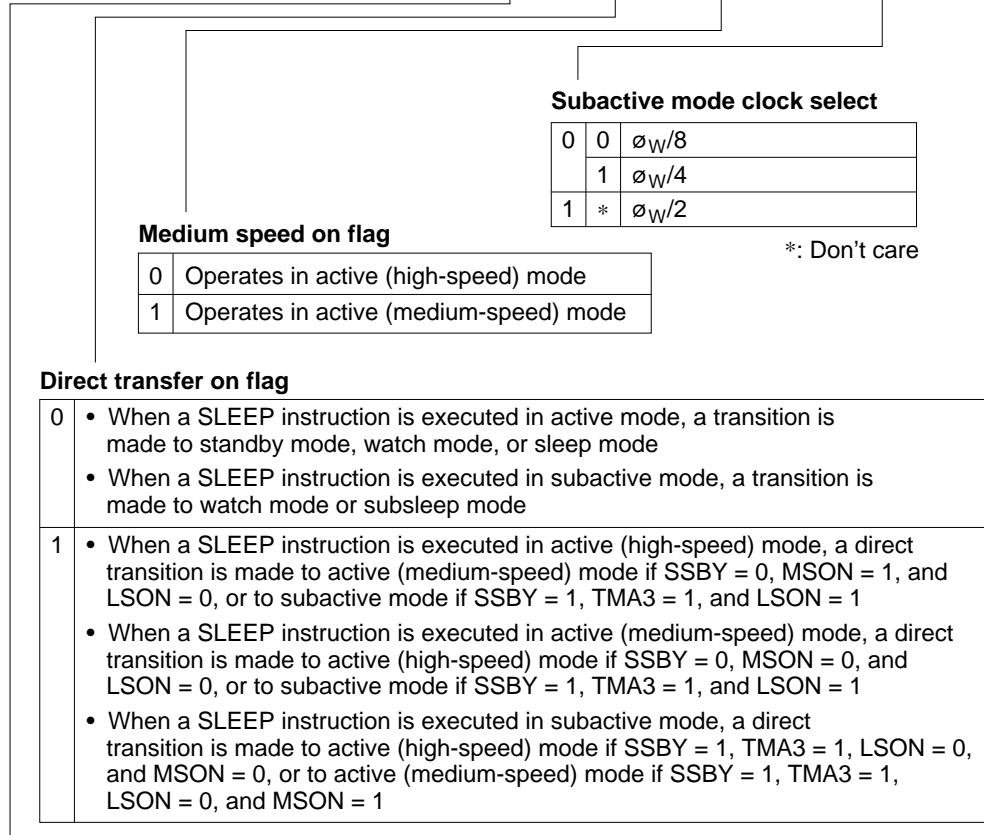 Subactive mode clock select
0 0 øW/8
1 øW/4
1 * øW/2
*: Don't care
Medium speed on flag
0 Operates in active (high-speed) mode
1 Operates in active (medium-speed) mode
Direct transfer on flag
0 • When a SLEEP instruction is executed in active mode, a transition is
made to standby mode, watch mode, or sleep mode
• When a SLEEP instruction is executed in subactive mode, a transition is
made to watch mode or subsleep mode
1 • When a SLEEP instruction is executed in active (high-speed) mode, a direct
transition is made to active (medium-speed) mode if SSBY = 0, MSON = 1, and
LSON = 0, or to subactive mode if SSBY = 1, TMA3 = 1, and LSON = 1
• When a SLEEP instruction is executed in active (medium-speed) mode, a direct
transition is made to active (high-speed) mode if SSBY = 0, MSON = 0, and
LSON = 0, or to subactive mode if SSBY = 1, TMA3 = 1, and LSON = 1
• When a SLEEP instruction is executed in subactive mode, a direct
transition is made to active (high-speed) mode if SSBY = 1, TMA3 = 1, LSON = 0,
and MSON = 0, or to active (medium-speed) mode if SSBY = 1, TMA3 = 1,
LSON = 0, and MSON = 1